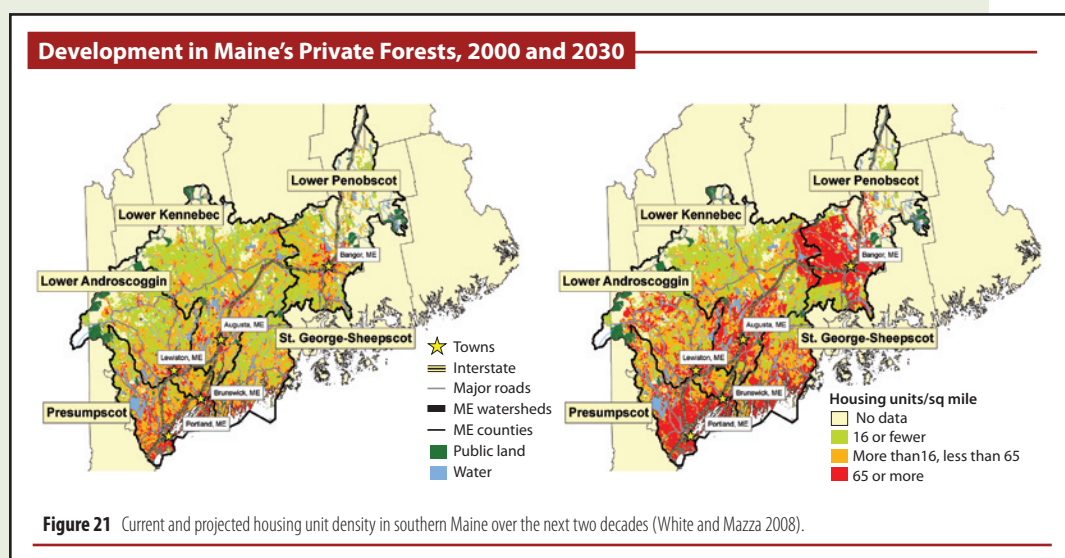 Development in Maine's Private Forests, 2000 and 2030
Lower Penobscot
Lower Kennebec
Bangor, ME
Lower Androscoggin
Augusta, ME
St. George-Sheepscot
Lewiston, ME
Brunswick, ME
Presumpscot
Portland, ME
Towns
Interstate
Major roads
ME watersheds
ME counties
Public land
Water
Lower Penobscot
Lower Kennebec
Bangor, ME
Lower Androscoggin
Augusta, ME
St. George-Sheepscot
Lewiston, ME
Brunswick, ME
Presumpscot
Portland, ME
Housing units/sq mile
No data
16 or fewer
More than16, less than 65
65 or more
Figure 21 Current and projected housing unit density in southern Maine over the next two decades (White and Mazza 2008).